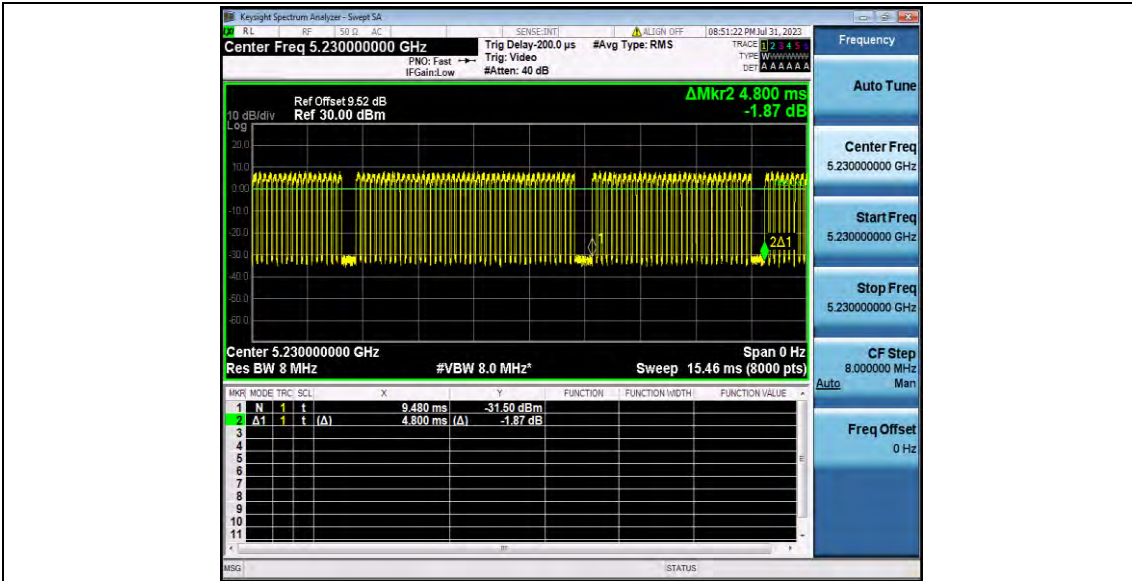 Keysight Spectrum Analyzer - Swept SA
RL RF 50 Ω AC SENSE:INT ALIGN OFF 08:51:22 PM Jul 31, 2023
Center Freq 5.230000000 GHz
PNO: Fast
IFGain:Low
Trig Delay-200.0 µs
Trig: Video
#Atten: 40 dB
#Avg Type: RMS
TRACE 1 2 3 4 5 6
TYPE W
DET A A A A A A
Ref Offset 9.52 dB
Ref 30.00 dBm
10 dB/div
Log
ΔMkr2 4.800 ms
-1.87 dB
20.0
10.0
0.00
-10.0
-20.0
-30.0
-40.0
-50.0
-60.0
1
2Δ1
Center 5.230000000 GHz
Span 0 Hz
Res BW 8 MHz
#VBW 8.0 MHz*
Sweep 15.46 ms (8000 pts)
MKR MODE TRC SCL X Y FUNCTION FUNCTION WIDTH FUNCTION VALUE
1 N 1 t 9.480 ms -31.50 dBm
2 Δ1 1 t (Δ) 4.800 ms (Δ) -1.87 dB
3
4
5
6
7
8
9
10
11
MSG
STATUS
Frequency
Auto Tune
Center Freq
5.230000000 GHz
Start Freq
5.230000000 GHz
Stop Freq
5.230000000 GHz
CF Step
8.000000 MHz
Auto Man
Freq Offset
0 Hz